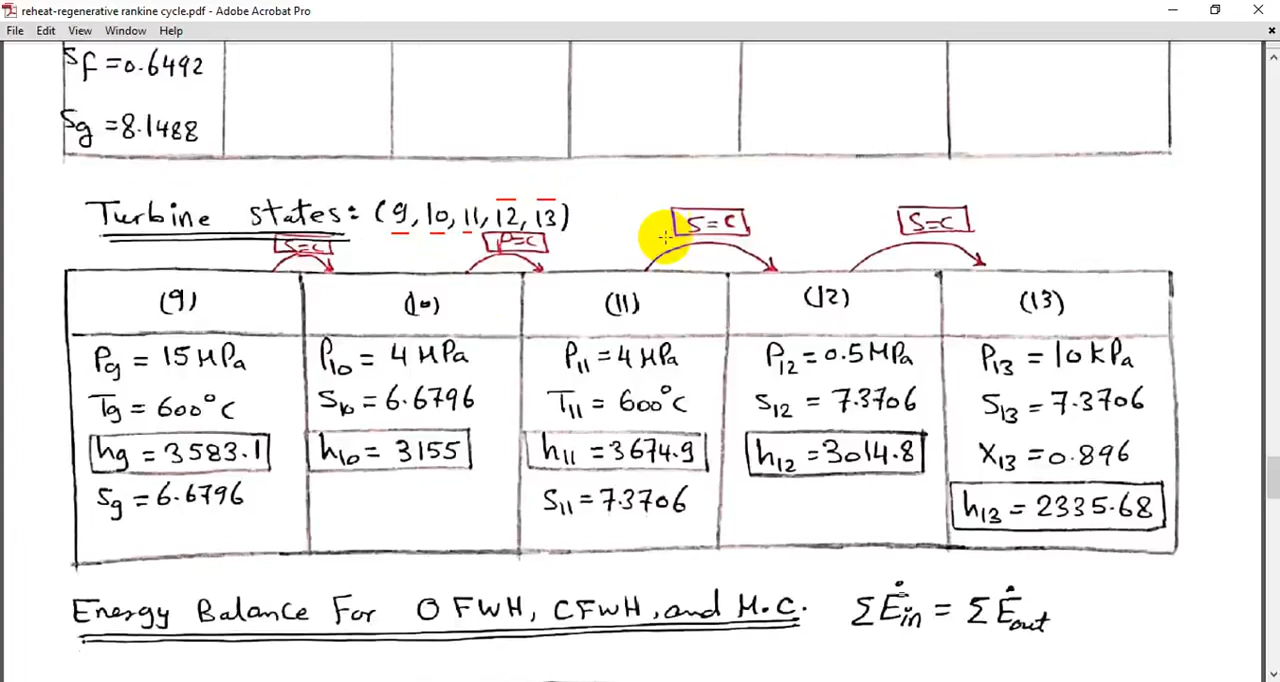 reheat-regenerative rankine cycle.pdf - Adobe Acrobat Pro
File Edit View Window Help
Sf = 0.6492
Sg = 8.1488
Turbine states: (9, 10, 11, 12, 13)
S=C P=C S=C S=C
(9) (10) (11) (12) (13)
P9 = 15 MPa P10 = 4 MPa P11 = 4 MPa P12 = 0.5 MPa P13 = 10 kPa
T9 = 600°C S10 = 6.6796 T11 = 600°C S12 = 7.3706 S13 = 7.3706
h9 = 3583.1 h10 = 3155 h11 = 3674.9 h12 = 3014.8 X13 = 0.896
S9 = 6.6796 S11 = 7.3706 h13 = 2335.68
Energy Balance For OFWH, CFWH, and M.C. ΣĖin = ΣĖout